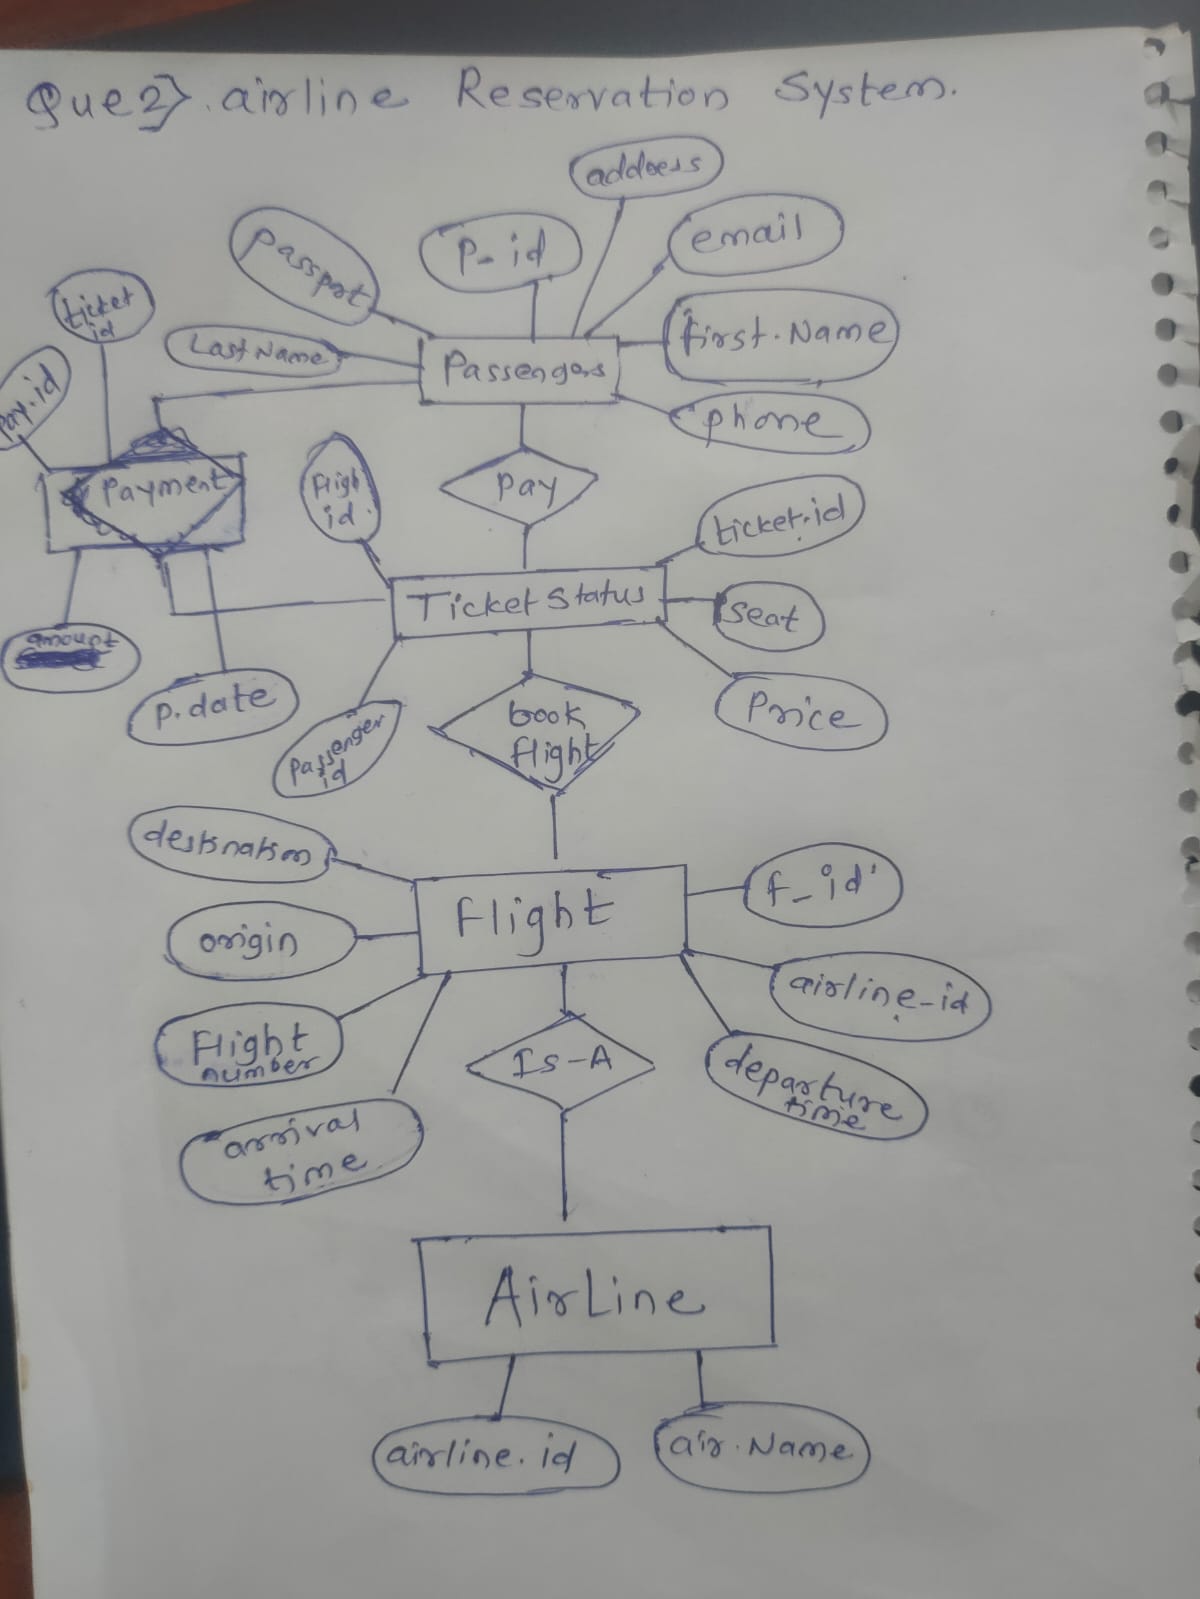 Que 2}. airline Reservation System.
address
Passport
P-id
email
ticket
id
Last Name
first.Name
Passengers
pay.id
phone
Payment
Fligh
id.
Pay
ticket.id
Ticket Status
seat
amount
p.date
passenger
id
book
flight
Price
destination
Flight
f_id
origin
airline-id
Flight
number
Is-A
departure
time
arrival
time
AirLine
airline.id
air.Name